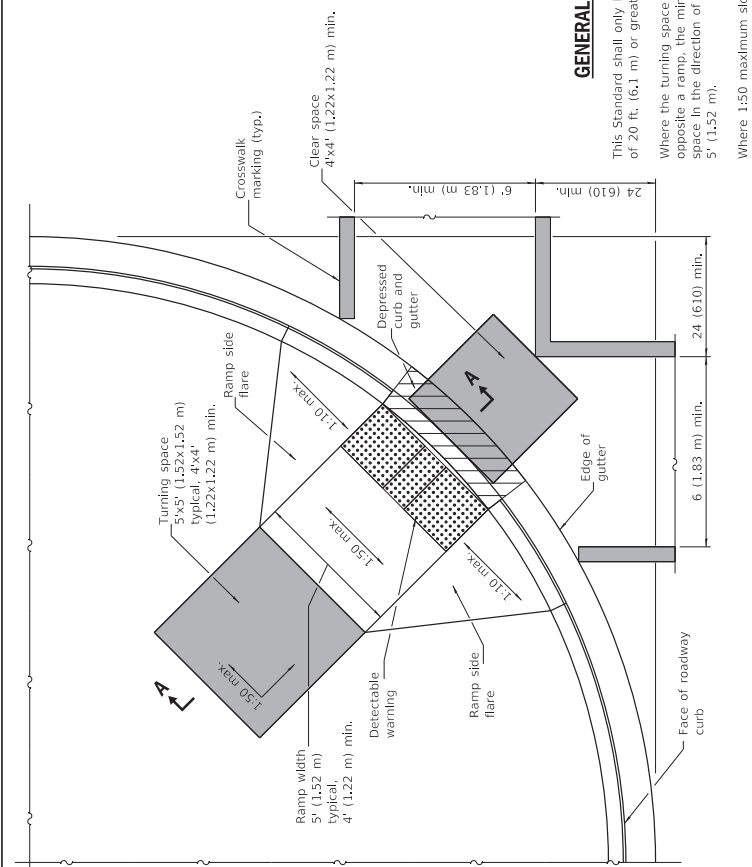 Crosswalk
marking (typ.)
Clear space
4'x4' (1.22x1.22 m) min.
Turning space
5'x5' (1.52x1.52 m)
typical, 4'x4'
(1.22x1.22 m) min.
Ramp side
flare
Depressed
curb and
gutter
6' (1.83 m) min.
24 (610) min.
1:10 max.
1:50 max.
1:50 max.
1:10 max.
A
A
Ramp width
5' (1.52 m)
typical,
4' (1.22 m) min.
Detectable
warning
Ramp side
flare
Edge of
gutter
24 (610) min.
6 (1.83 m) min.
Face of roadway
curb
GENERAL
This Standard shall only
of 20 ft. (6.1 m) or
Where the turning space
opposite a ramp, the
space in the direction of
5' (1.52 m).
Where 1:50 maximum